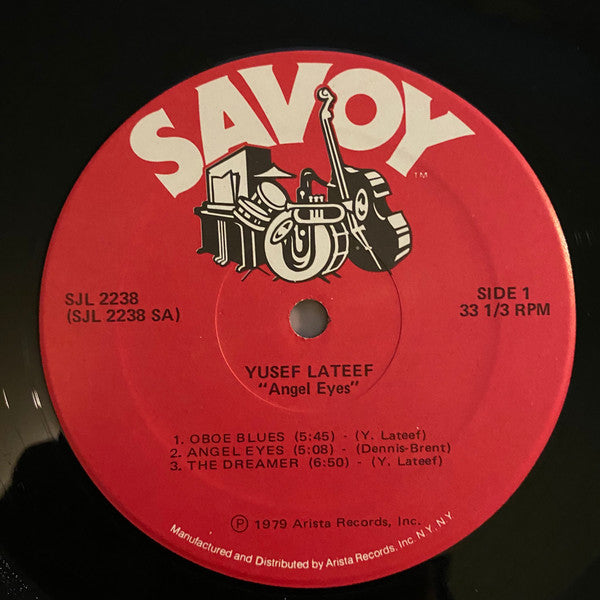 SAVOY
TM
SJL 2238
(SJL 2238 SA)
SIDE 1
33 1/3 RPM
YUSEF LATEEF
"Angel Eyes"
1. OBOE BLUES (5:45) - (Y. Lateef)
2. ANGEL EYES (5:08) - (Dennis-Brent)
3. THE DREAMER (6:50) - (Y. Lateef)
Ⓟ 1979 Arista Records, Inc.
Manufactured and Distributed by Arista Records, Inc. N.Y. N.Y